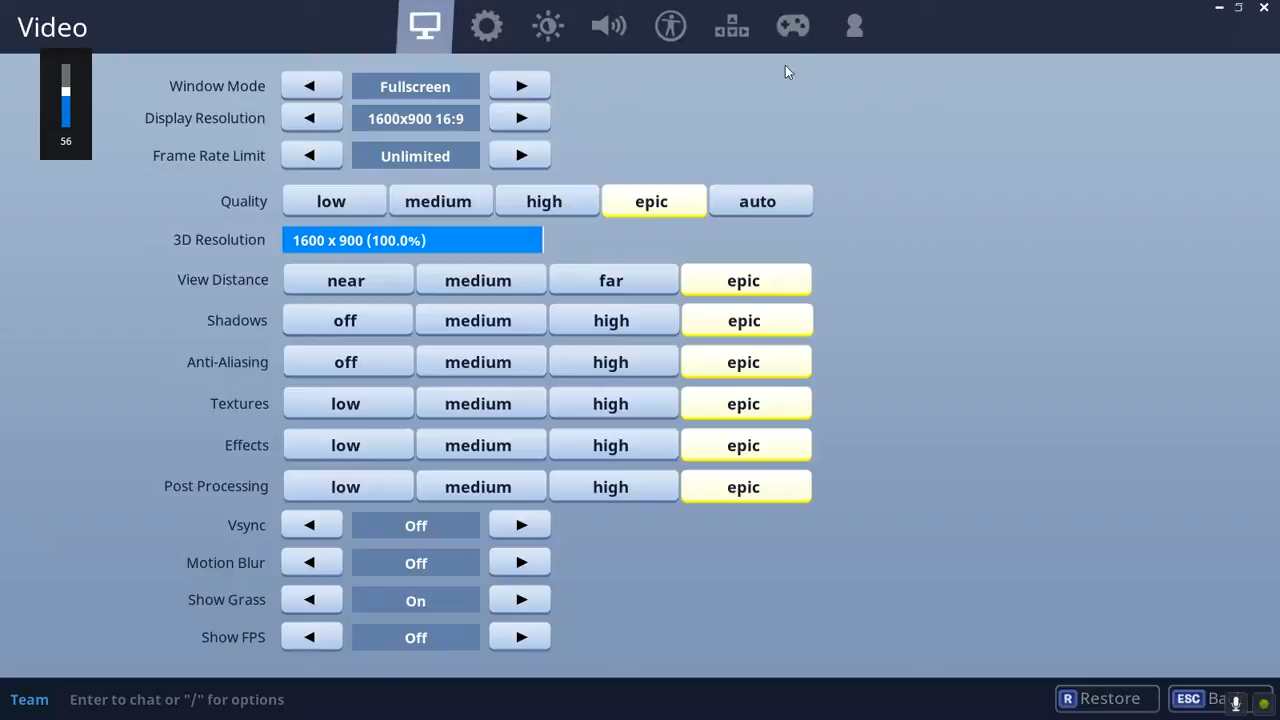 Video
56
Window Mode ◀ Fullscreen ▶
Display Resolution ◀ 1600x900 16:9 ▶
Frame Rate Limit ◀ Unlimited ▶
Quality low medium high epic auto
3D Resolution 1600 x 900 (100.0%)
View Distance near medium far epic
Shadows off medium high epic
Anti-Aliasing off medium high epic
Textures low medium high epic
Effects low medium high epic
Post Processing low medium high epic
Vsync ◀ Off ▶
Motion Blur ◀ Off ▶
Show Grass ◀ On ▶
Show FPS ◀ Off ▶
Team Enter to chat or "/" for options R Restore ESC